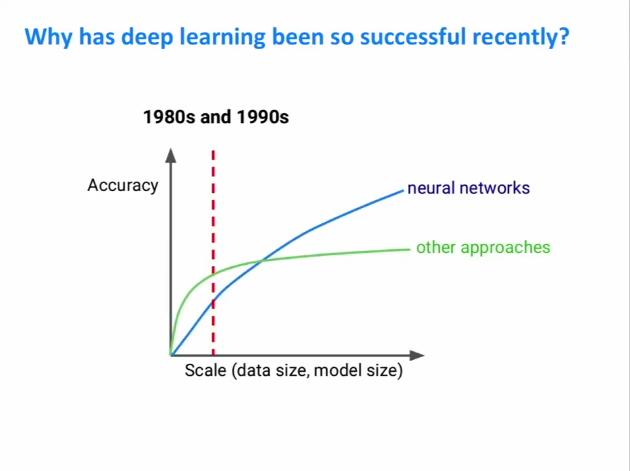 Why has deep learning been so successful recently?
1980s and 1990s
Accuracy
neural networks
other approaches
Scale (data size, model size)